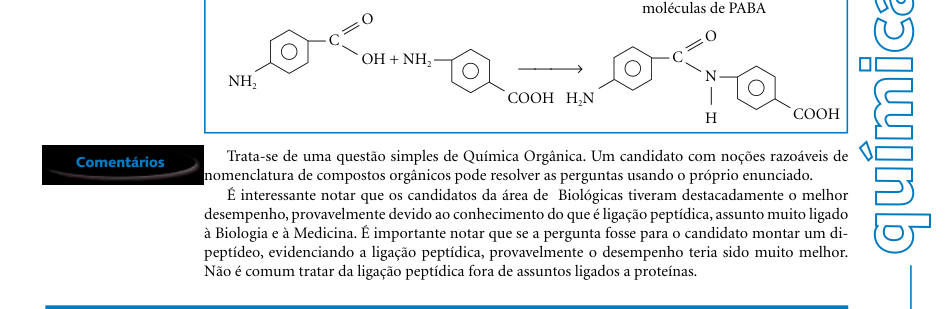 moléculas de PABA
O
C
OH + NH2
NH2
COOH
O
C
N
H2N
H
COOH
química
Comentários
Trata-se de uma questão simples de Química Orgânica. Um candidato com noções razoáveis de
nomenclatura de compostos orgânicos pode resolver as perguntas usando o próprio enunciado.
É interessante notar que os candidatos da área de Biológicas tiveram destacadamente o melhor
desempenho, provavelmente devido ao conhecimento do que é ligação peptídica, assunto muito ligado
à Biologia e à Medicina. É importante notar que se a pergunta fosse para o candidato montar um di-
peptídeo, evidenciando a ligação peptídica, provavelmente o desempenho teria sido muito melhor.
Não é comum tratar da ligação peptídica fora de assuntos ligados a proteínas.